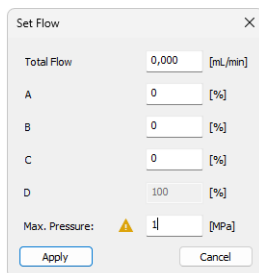 Set Flow
Total Flow 0,000 [mL/min]
A 0 [%]
B 0 [%]
C 0 [%]
D 100 [%]
Max. Pressure: 1 [MPa]
Apply Cancel